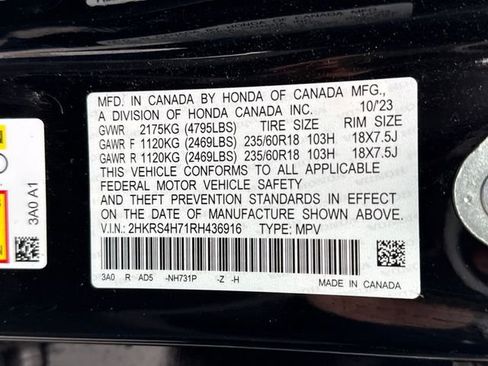 HONDA OF CANADA
MFD. IN CANADA BY HONDA OF CANADA MFG.,
A DIVISION OF HONDA CANADA INC. 10/'23
GVWR 2175KG (4795LBS) TIRE SIZE RIM SIZE
GAWR F 1120KG (2469LBS) 235/60R18 103H 18X7.5J
GAWR R 1120KG (2469LBS) 235/60R18 103H 18X7.5J
THIS VEHICLE CONFORMS TO ALL APPLICABLE
FEDERAL MOTOR VEHICLE SAFETY
AND THEFT PREVENTION STANDARDS IN EFFECT
ON THE DATE OF MANUFACTURE SHOWN ABOVE.
V.I.N.: 2HKRS4H71RH436916 TYPE: MPV
3A0 R AD5 -NH731P -Z -H MADE IN CANADA
3A0 A1